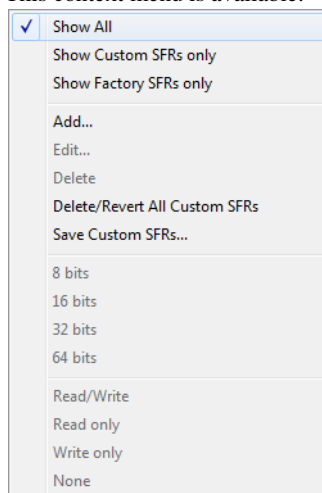 This context menu is available:
Show All
Show Custom SFRs only
Show Factory SFRs only
Add...
Edit...
Delete
Delete/Revert All Custom SFRs
Save Custom SFRs...
8 bits
16 bits
32 bits
64 bits
Read/Write
Read only
Write only
None